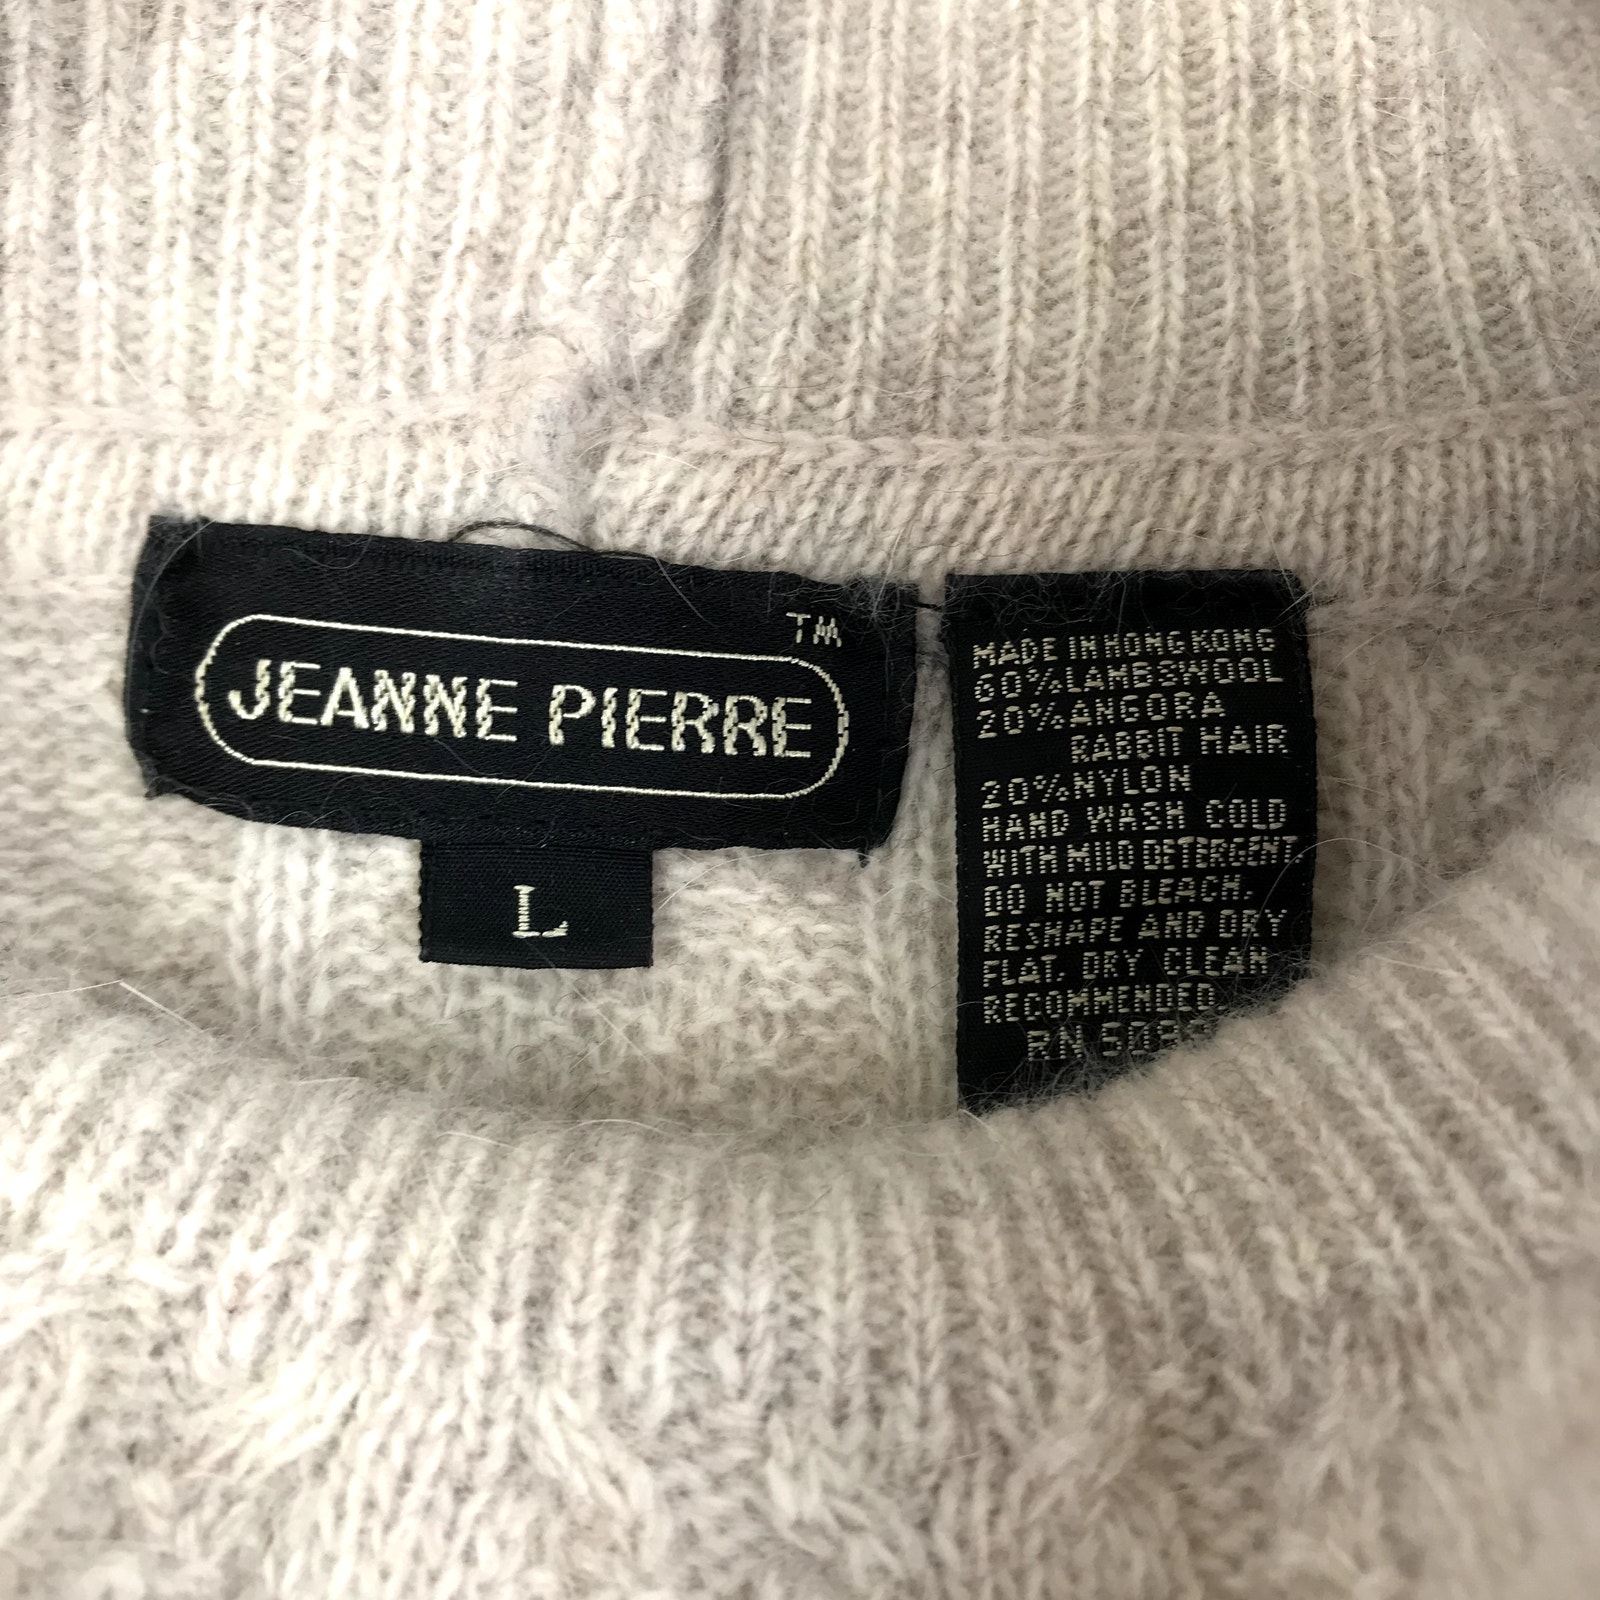 JEANNE PIERRE
TM
L
MADE IN HONG KONG
60% LAMBSWOOL
20% ANGORA
RABBIT HAIR
20% NYLON
HAND WASH COLD
WITH MILD DETERGENT
DO NOT BLEACH.
RESHAPE AND DRY
FLAT. DRY CLEAN
RECOMMENDED
RN